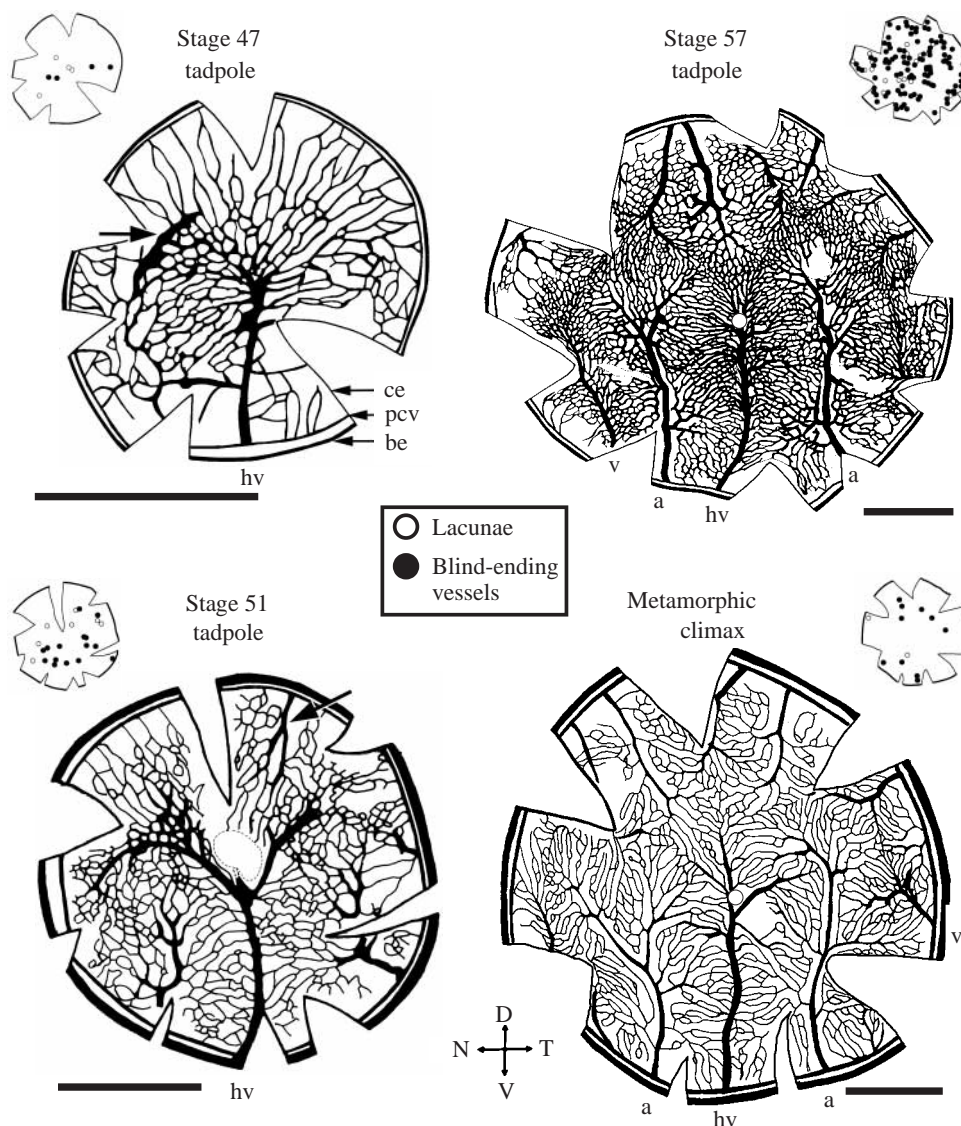 Stage 47
tadpole
Stage 57
tadpole
ce
pcv
be
hv
v
a
hv
a
Lacunae
Blind-ending
vessels
Stage 51
tadpole
Metamorphic
climax
hv
D
N T
V
v
a
hv
a